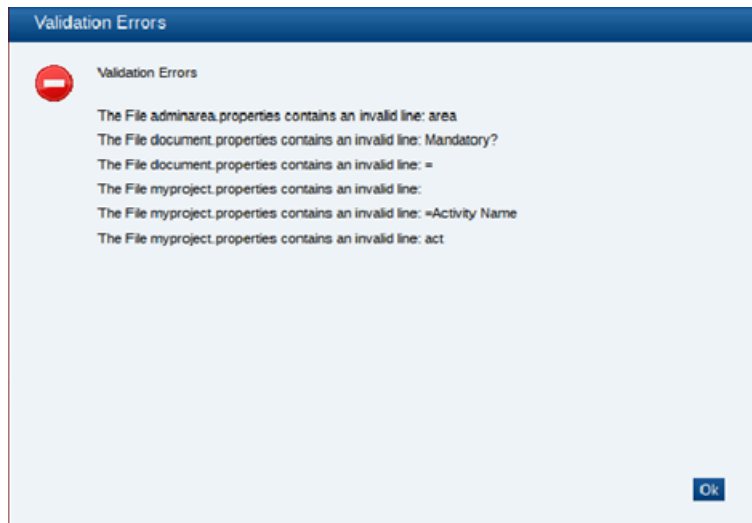 Validation Errors
Validation Errors
The File adminarea.properties contains an invalid line: area
The File document.properties contains an invalid line: Mandatory?
The File document.properties contains an invalid line: =
The File myproject.properties contains an invalid line:
The File myproject.properties contains an invalid line: =Activity Name
The File myproject.properties contains an invalid line: act
Ok